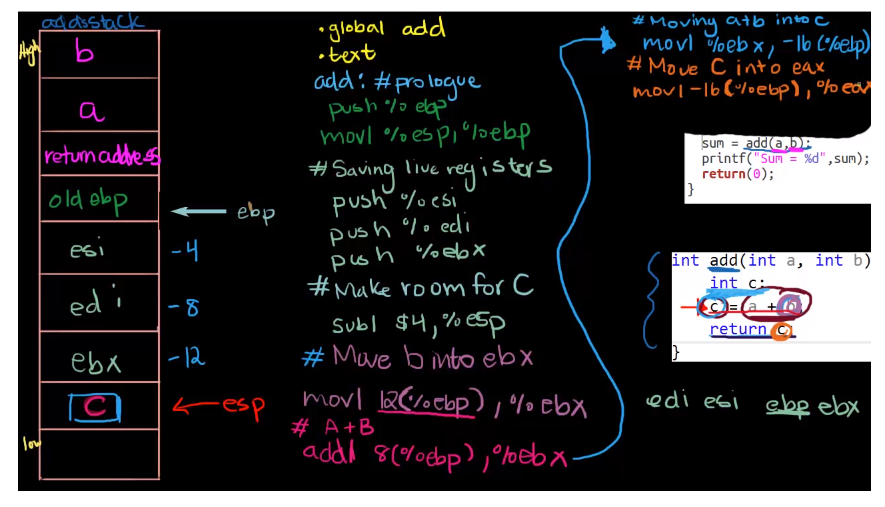 adds stack
High
b
a
return address
old ebp
ebp
esi
-4
edi
-8
ebx
-12
C
esp
low
.global add
.text
add: #prologue
push %ebp
movl %esp, %ebp
#Saving live registers
push %esi
push % edi
push %ebx
#Make room for C
subl $4, %esp
# Move b into ebx
movl 12(%ebp), %ebx
# A+B
addl 8(%ebp), %ebx
# Moving a+b into c
movl %ebx, -16(%ebp)
# Move C into eax
movl -16(%ebp), %eax
sum = add(a,b);
printf("Sum = %d",sum);
return(0);
}
int add(int a, int b)
int c;
c = a + b;
return c;
}
edi esi ebp ebx